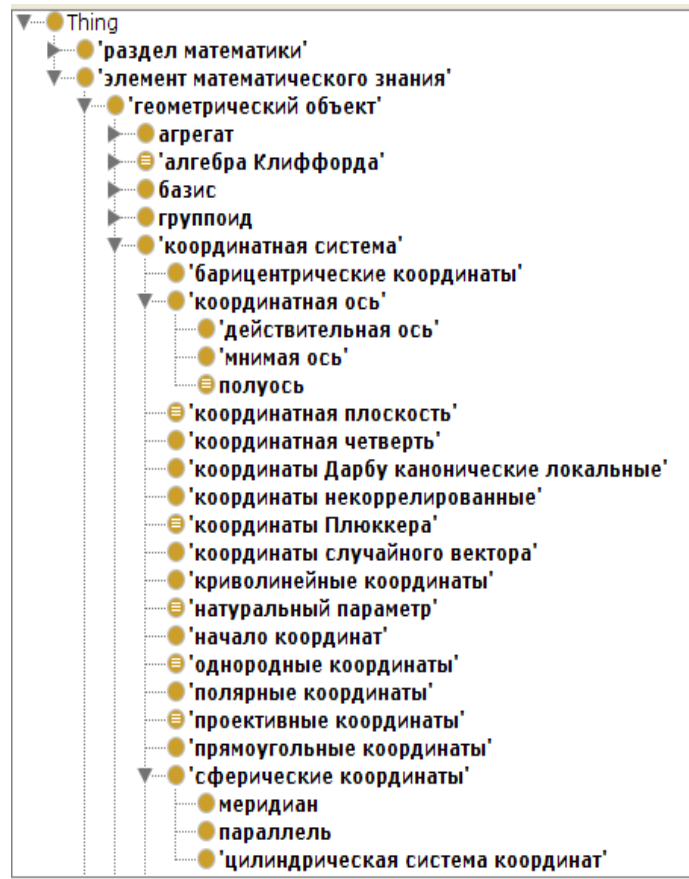 Thing
'раздел математики'
'элемент математического знания'
'геометрический объект'
агрегат
'алгебра Клиффорда'
базис
группоид
'координатная система'
'барицентрические координаты'
'координатная ось'
'действительная ось'
'мнимая ось'
полуось
'координатная плоскость'
'координатная четверть'
'координаты Дарбу канонические локальные'
'координаты некоррелированные'
'координаты Плюккера'
'координаты случайного вектора'
'криволинейные координаты'
'натуральный параметр'
'начало координат'
'однородные координаты'
'полярные координаты'
'проективные координаты'
'прямоугольные координаты'
'сферические координаты'
меридиан
параллель
'цилиндрическая система координат'